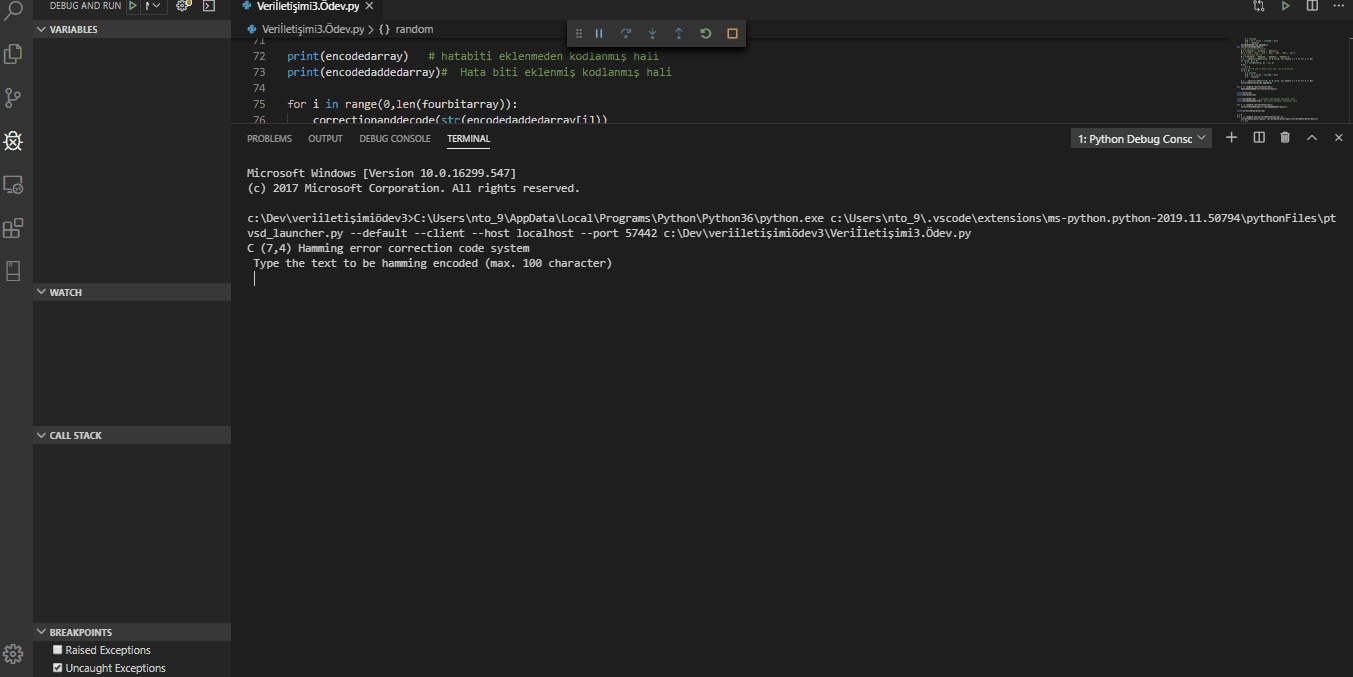 DEBUG AND RUN
VARIABLES
WATCH
CALL STACK
BREAKPOINTS
Raised Exceptions
Uncaught Exceptions
Veriİletişimi3.Ödev.py
Veriİletişimi3.Ödev.py > {} random
71
72 print(encodedarray) # hatabiti eklenmeden kodlanmış hali
73 print(encodedaddedarray)# Hata biti eklenmiş kodlanmış hali
74
75 for i in range(0,len(fourbitarray)):
76 correctionanddecode(str(encodedaddedarray[i]))
PROBLEMS OUTPUT DEBUG CONSOLE TERMINAL 1: Python Debug Consc
Microsoft Windows [Version 10.0.16299.547]
(c) 2017 Microsoft Corporation. All rights reserved.
c:\Dev\veriiletişimiödev3>C:\Users\nto_9\AppData\Local\Programs\Python\Python36\python.exe c:\Users\nto_9\.vscode\extensions\ms-python.python-2019.11.50794\pythonFiles\pt
vsd_launcher.py --default --client --host localhost --port 57442 c:\Dev\veriiletişimiödev3\Veriİletişimi3.Ödev.py
C (7,4) Hamming error correction code system
Type the text to be hamming encoded (max. 100 character)